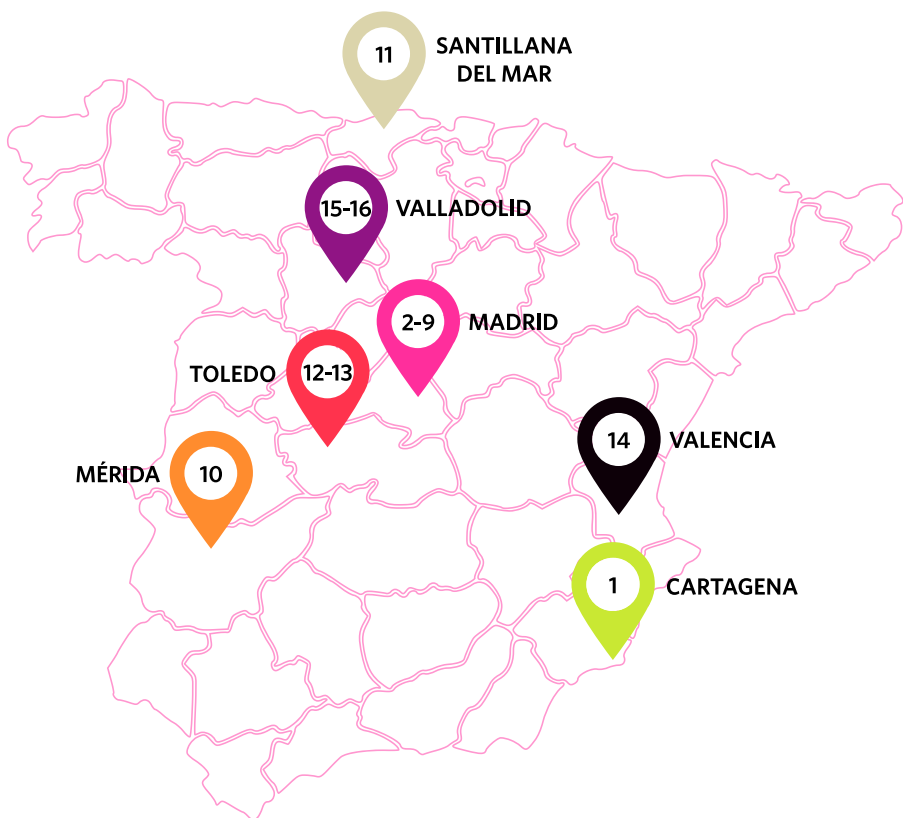 11
SANTILLANA
DEL MAR
15-16
VALLADOLID
2-9
MADRID
TOLEDO
12-13
14
VALENCIA
MÉRIDA
10
1
CARTAGENA